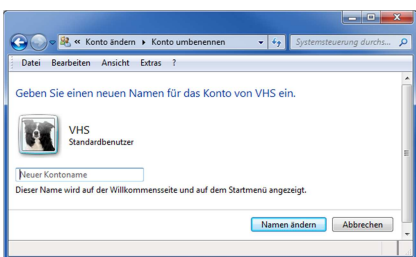 « Konto ändern ▸ Konto umbenennen
Systemsteuerung durchs...
Datei Bearbeiten Ansicht Extras ?
Geben Sie einen neuen Namen für das Konto von VHS ein.
VHS
Standardbenutzer
Neuer Kontoname
Dieser Name wird auf der Willkommensseite und auf dem Startmenü angezeigt.
Namen ändern Abbrechen